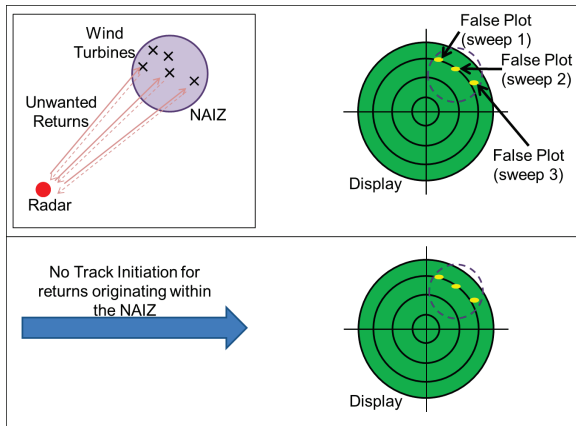 Wind
Turbines
Unwanted
Returns
NAIZ
Radar
False Plot
(sweep 1)
False Plot
(sweep 2)
False Plot
(sweep 3)
Display
No Track Initiation for
returns originating within
the NAIZ
Display